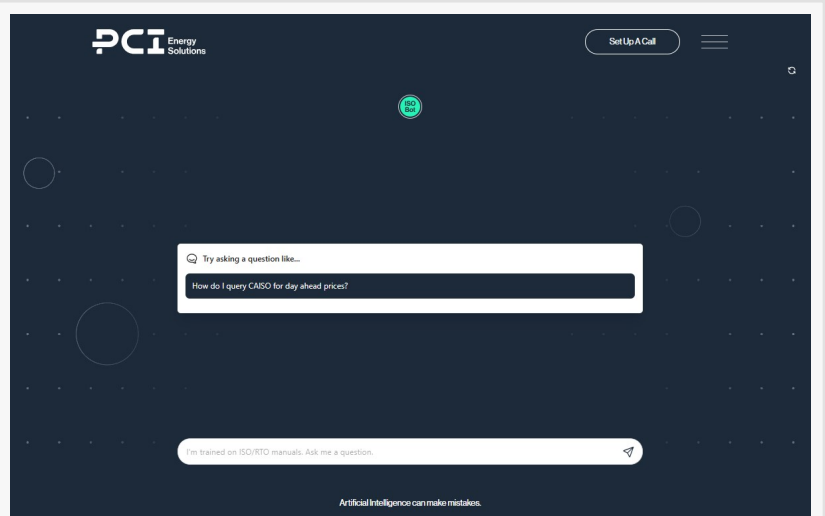 PCI Energy
Solutions
Set Up A Call
ISO
Bot
Try asking a question like...
How do I query CAISO for day ahead prices?
I'm trained on ISO/RTO manuals. Ask me a question.
Artificial Intelligence can make mistakes.